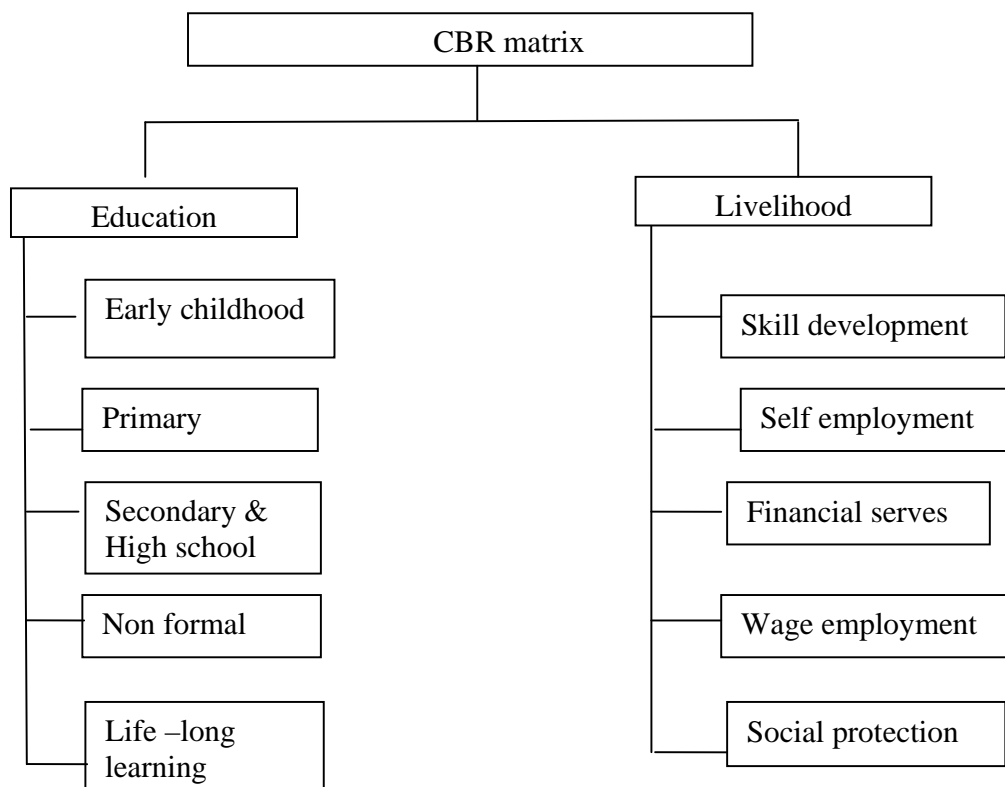 CBR matrix
Education
Early childhood
Primary
Secondary &
High school
Non formal
Life –long
learning
Livelihood
Skill development
Self employment
Financial serves
Wage employment
Social protection